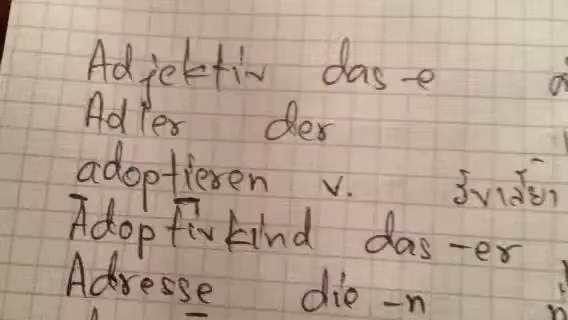 Adjektiv das -e
Adler der
adoptieren v.
Adoptivkind das -er
Adresse die -n